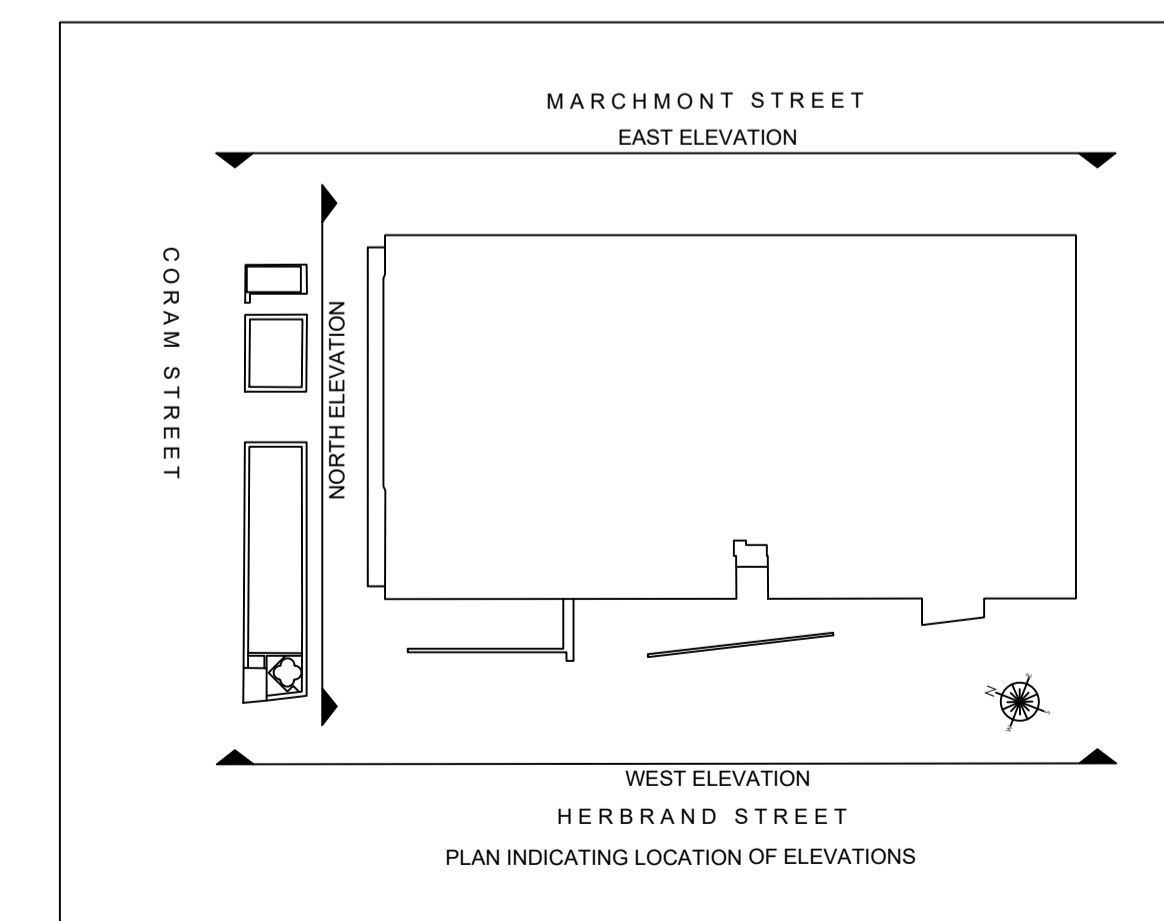 MARCHMONT STREET
EAST ELEVATION
CORAM STREET
NORTH ELEVATION
N
WEST ELEVATION
HERBRAND STREET
PLAN INDICATING LOCATION OF ELEVATIONS